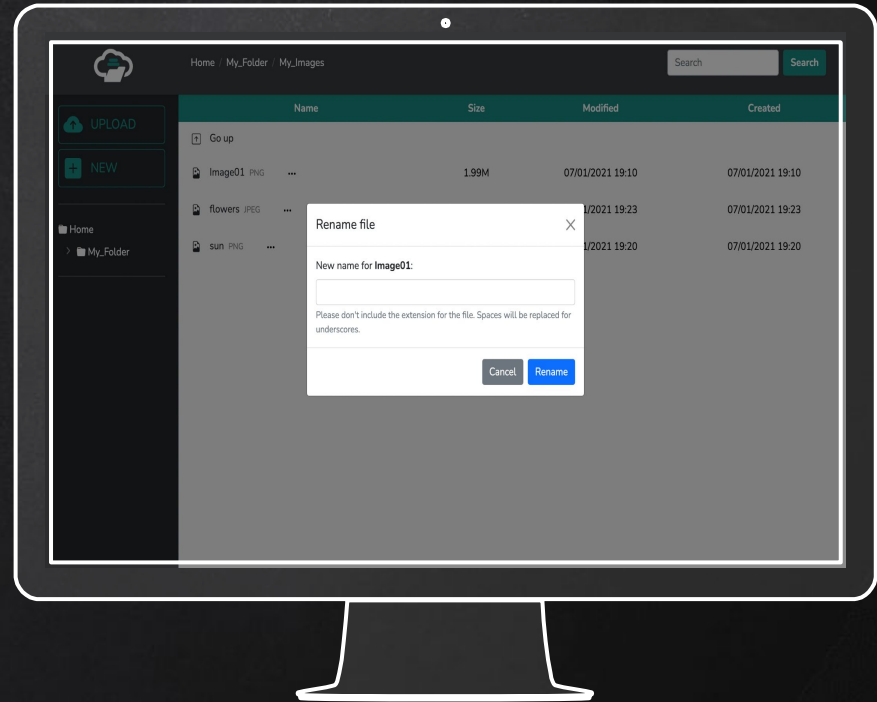 Home / My_Folder / My_Images
Search
Search
Name Size Modified Created
UPLOAD
NEW
Home
My_Folder
Go up
Image01 PNG ... 1.99M 07/01/2021 19:10 07/01/2021 19:10
flowers JPEG ... 1/2021 19:23 07/01/2021 19:23
sun PNG ... 1/2021 19:20 07/01/2021 19:20
Rename file X
New name for Image01:
Please don't include the extension for the file. Spaces will be replaced for
underscores.
Cancel Rename